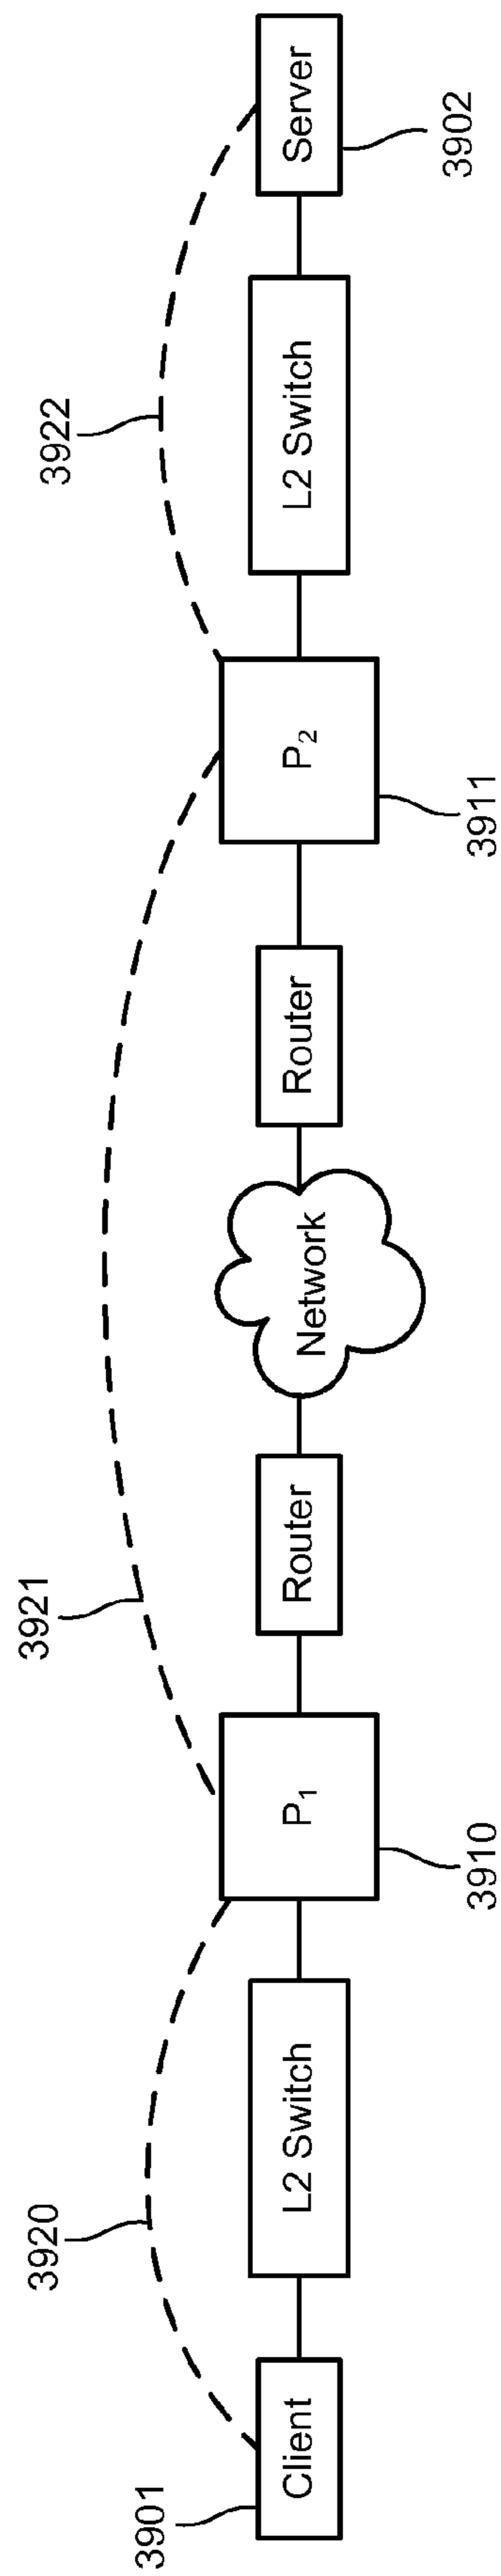 3920
3921
3922
Client
L2 Switch
P₁
Router
Network
Router
P₂
L2 Switch
Server
3901
3910
3911
3902